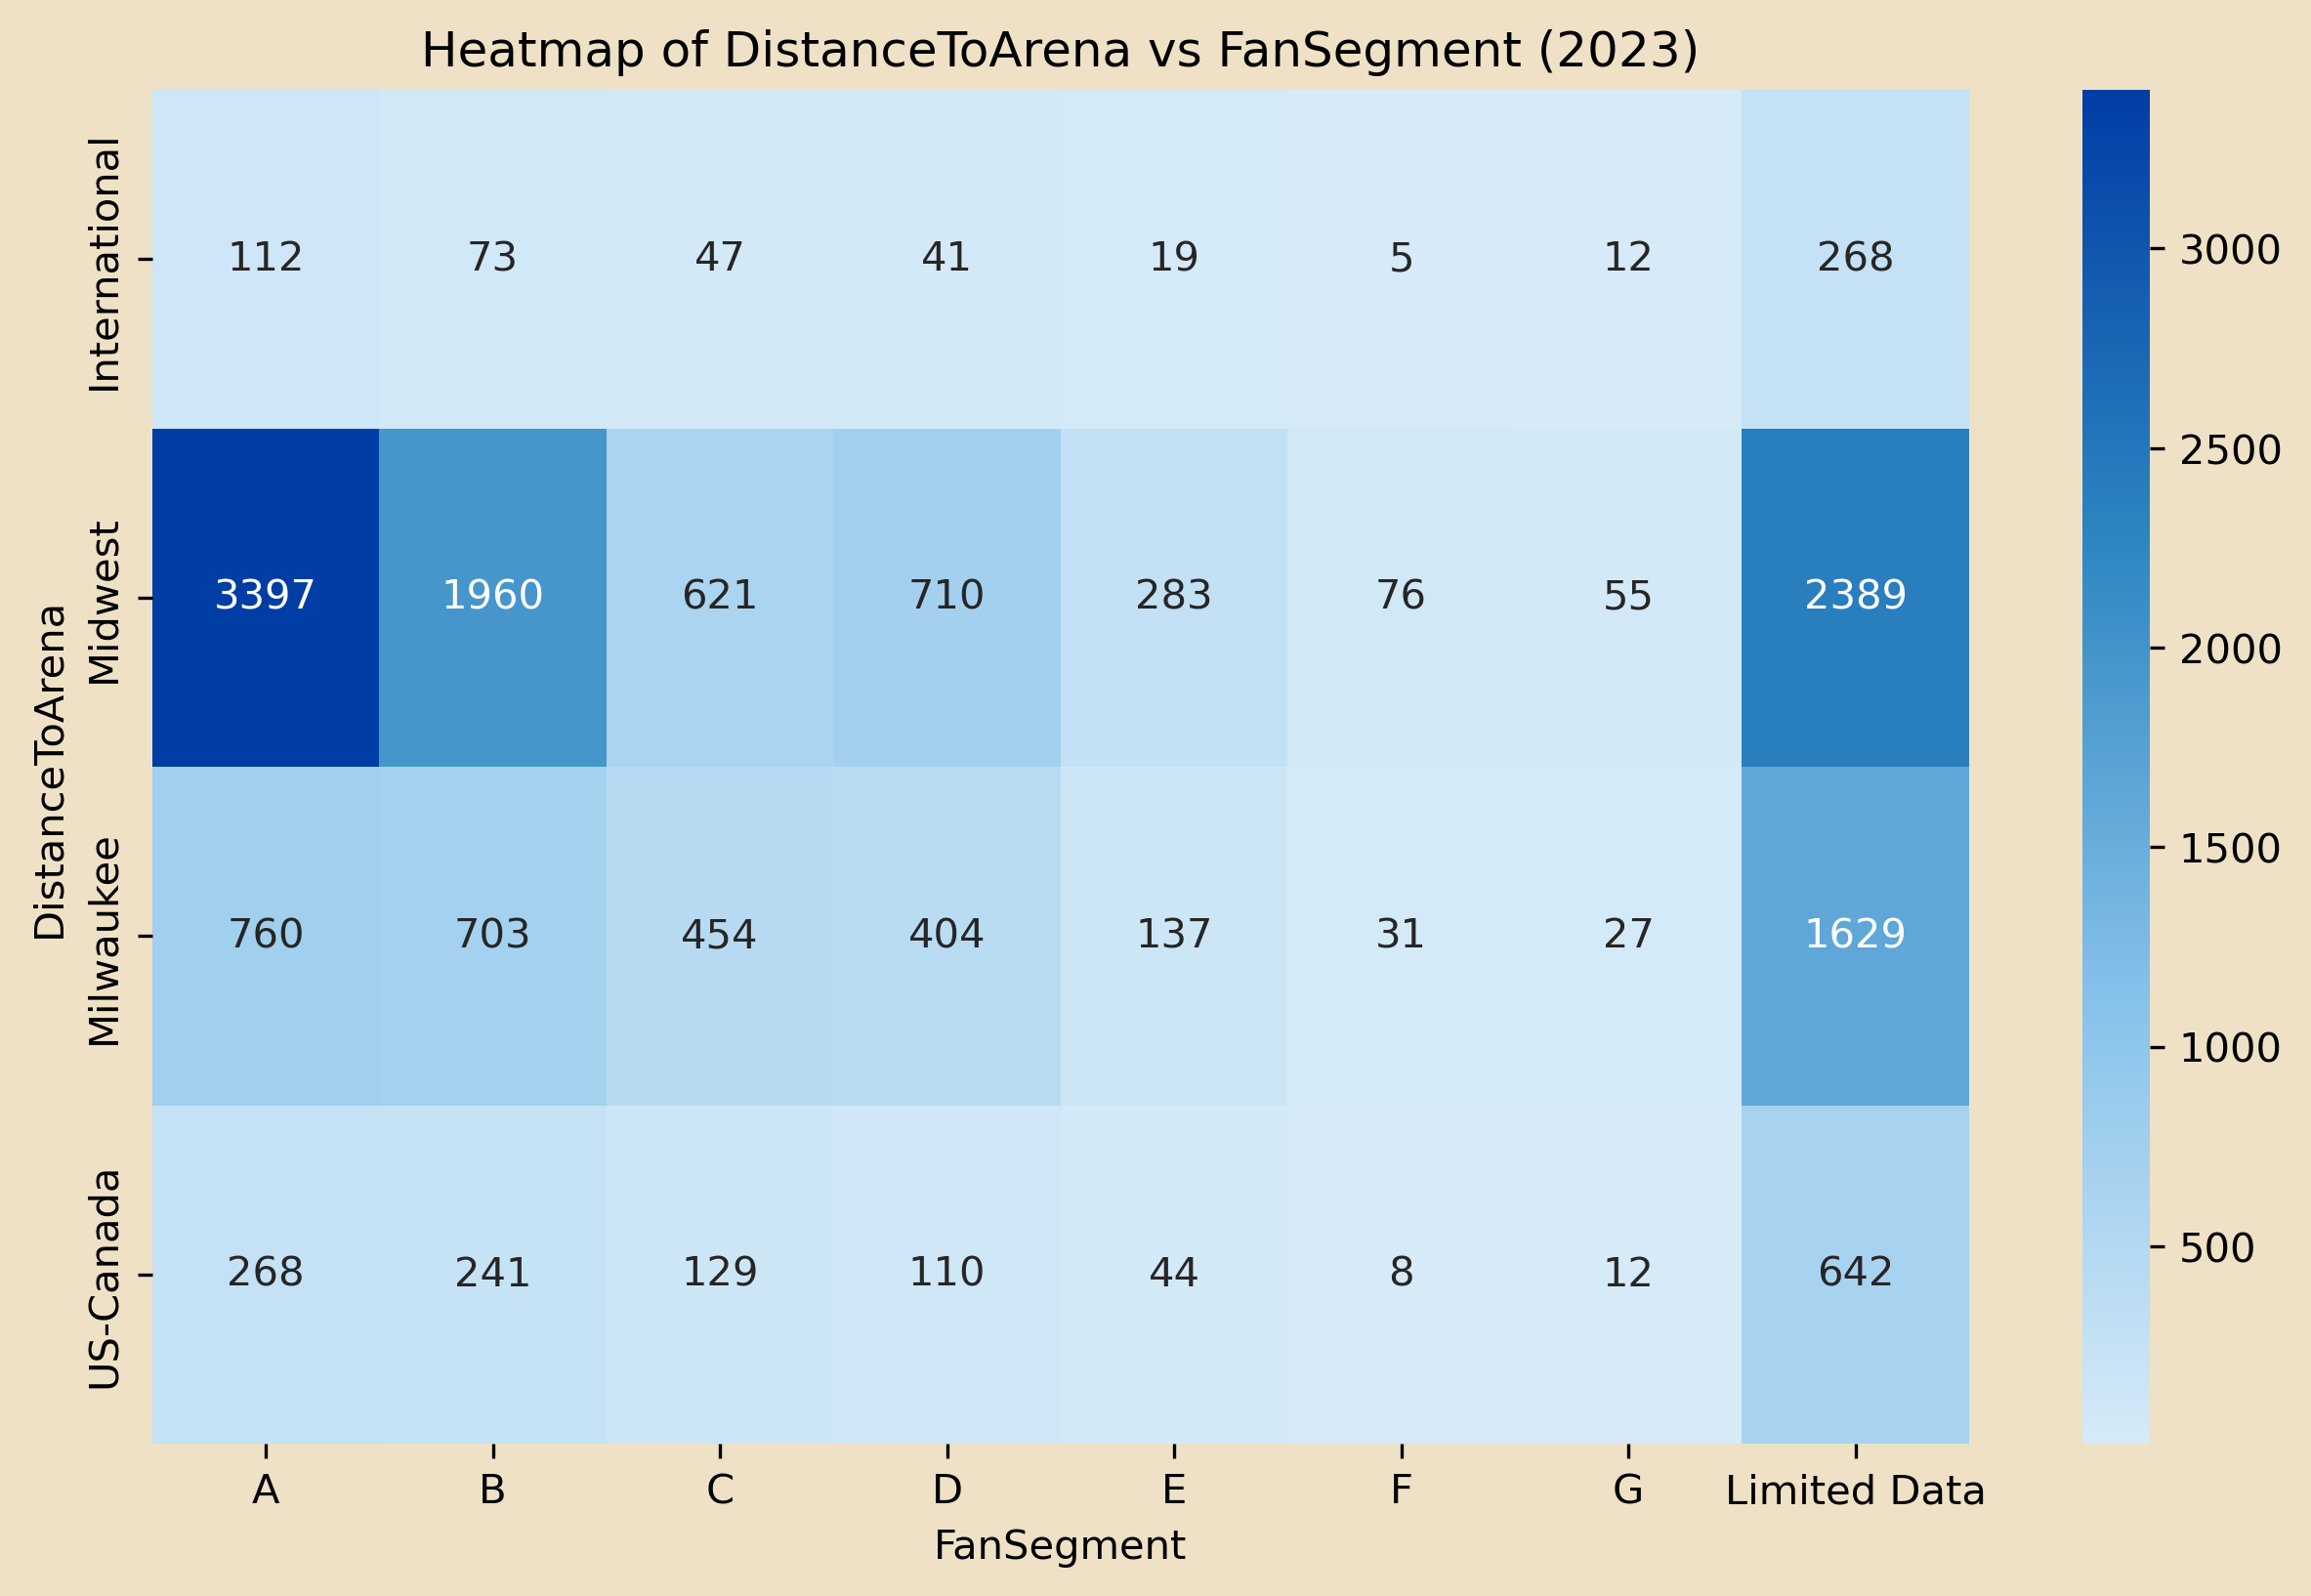 Heatmap of DistanceToArena vs FanSegment (2023)
DistanceToArena
International
112 73 47 41 19 5 12 268
Midwest
3397 1960 621 710 283 76 55 2389
Milwaukee
760 703 454 404 137 31 27 1629
US-Canada
268 241 129 110 44 8 12 642
A B C D E F G Limited Data
FanSegment
3000
2500
2000
1500
1000
500